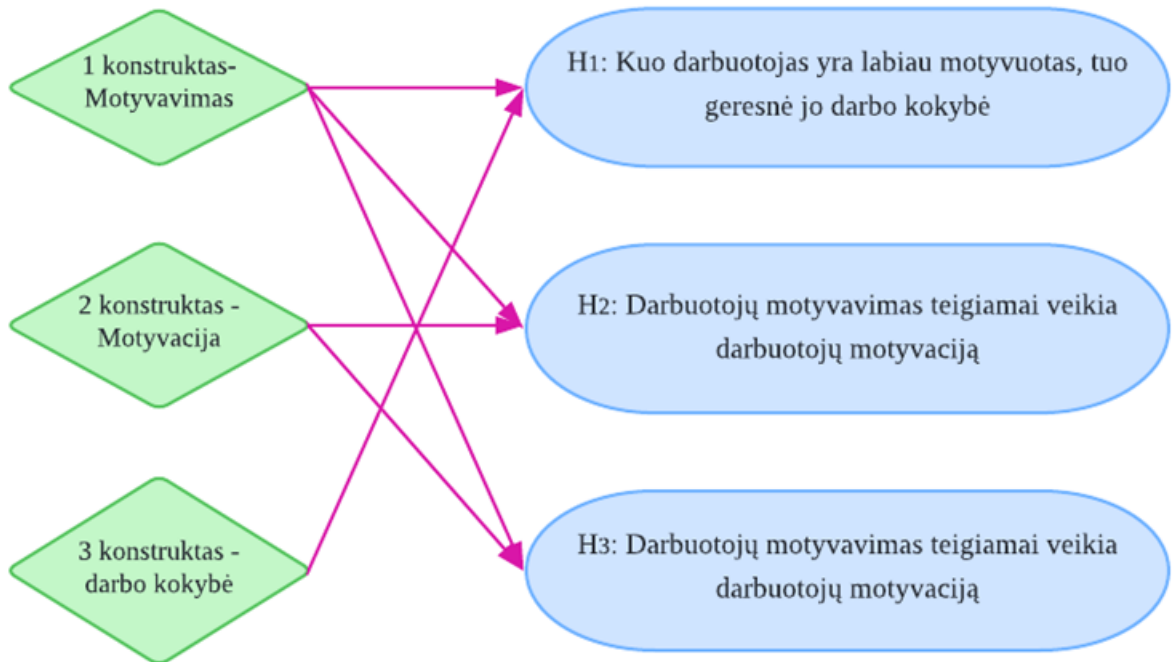 1 konstruktas-
Motyvavimas
H1: Kuo darbuotojas yra labiau motyvuotas, tuo
geresnė jo darbo kokybė
2 konstruktas -
Motyvacija
H2: Darbuotojų motyvavimas teigiamai veikia
darbuotojų motyvaciją
3 konstruktas -
darbo kokybė
H3: Darbuotojų motyvavimas teigiamai veikia
darbuotojų motyvaciją